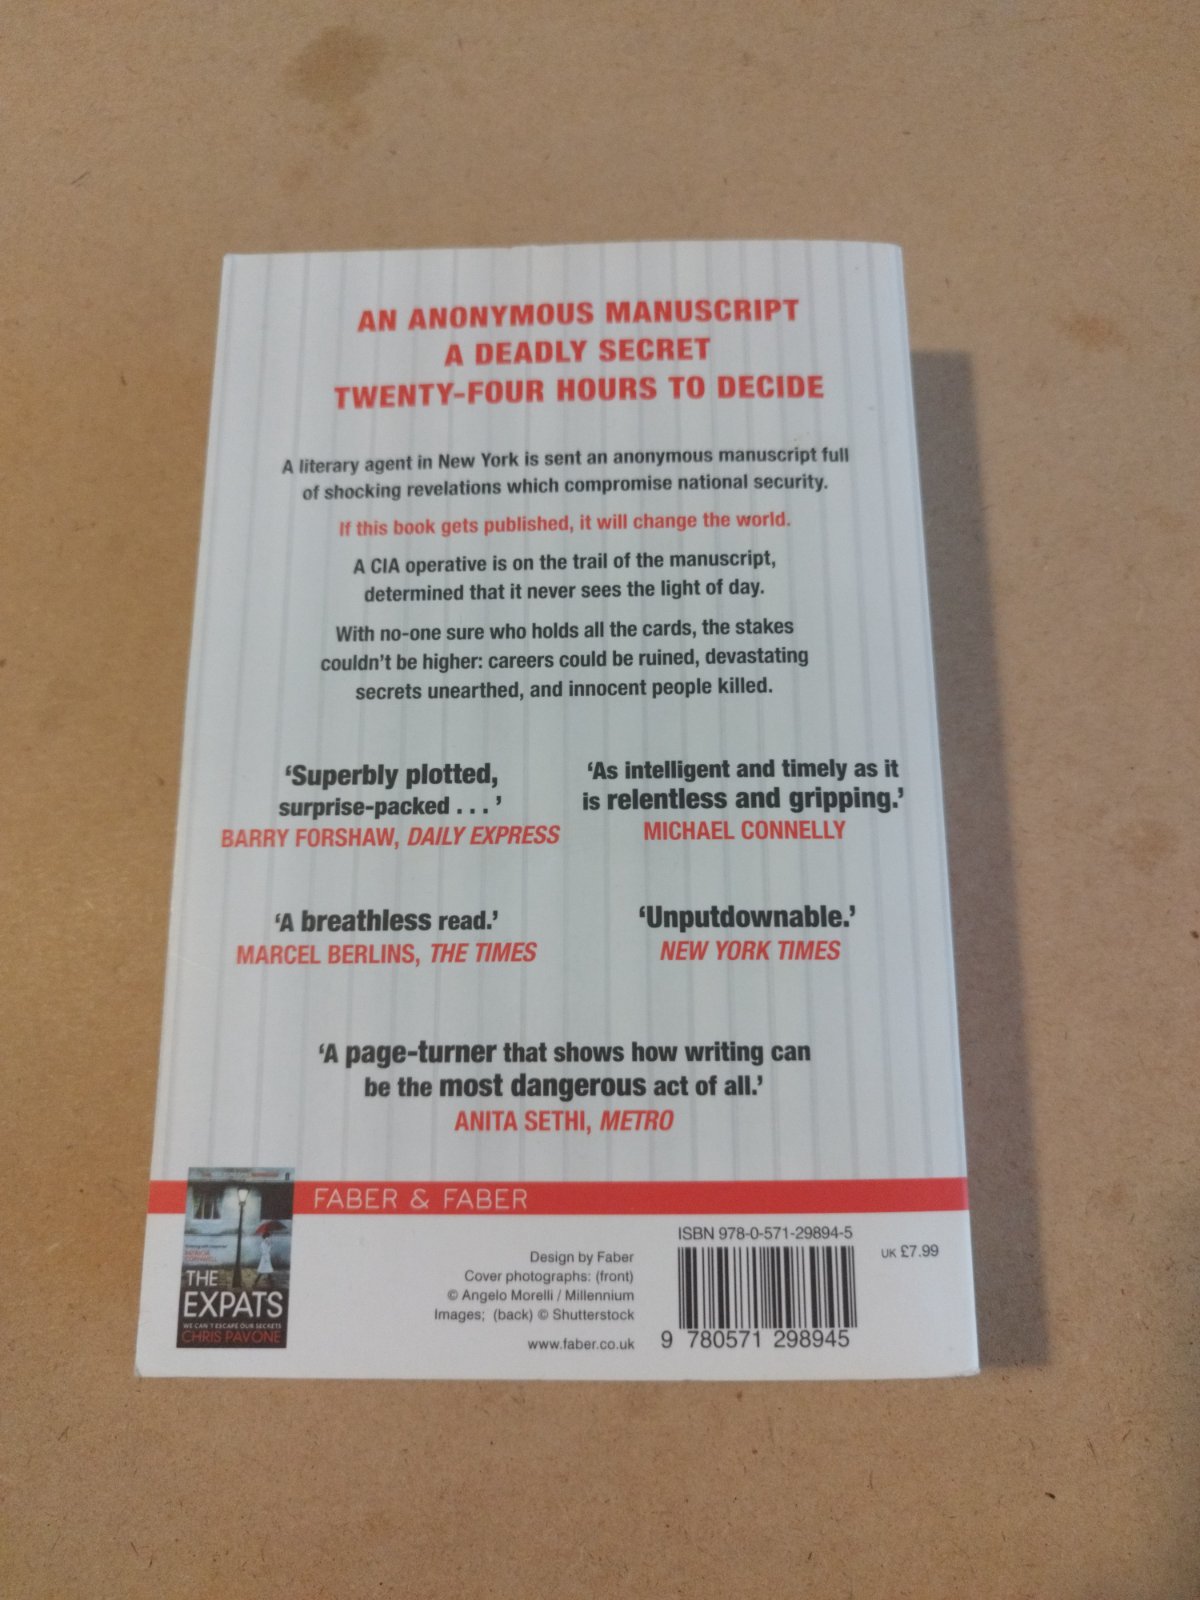 AN ANONYMOUS MANUSCRIPT
A DEADLY SECRET
TWENTY-FOUR HOURS TO DECIDE
A literary agent in New York is sent an anonymous manuscript full
of shocking revelations which compromise national security.
If this book gets published, it will change the world.
A CIA operative is on the trail of the manuscript,
determined that it never sees the light of day.
With no-one sure who holds all the cards, the stakes
couldn't be higher: careers could be ruined, devastating
secrets unearthed, and innocent people killed.
‘Superbly plotted,
surprise-packed . . . ’
BARRY FORSHAW, DAILY EXPRESS
‘As intelligent and timely as it
is relentless and gripping.’
MICHAEL CONNELLY
‘A breathless read.’
MARCEL BERLINS, THE TIMES
‘Unputdownable.’
NEW YORK TIMES
‘A page-turner that shows how writing can
be the most dangerous act of all.’
ANITA SETHI, METRO
FABER & FABER
PATRICIA
CORNWELL
THE
EXPATS
WE CAN'T ESCAPE OUR SECRETS
CHRIS PAVONE
Design by Faber
Cover photographs: (front)
© Angelo Morelli / Millennium
Images; (back) © Shutterstock
www.faber.co.uk
ISBN 978-0-571-29894-5
9 780571 298945
UK £7.99